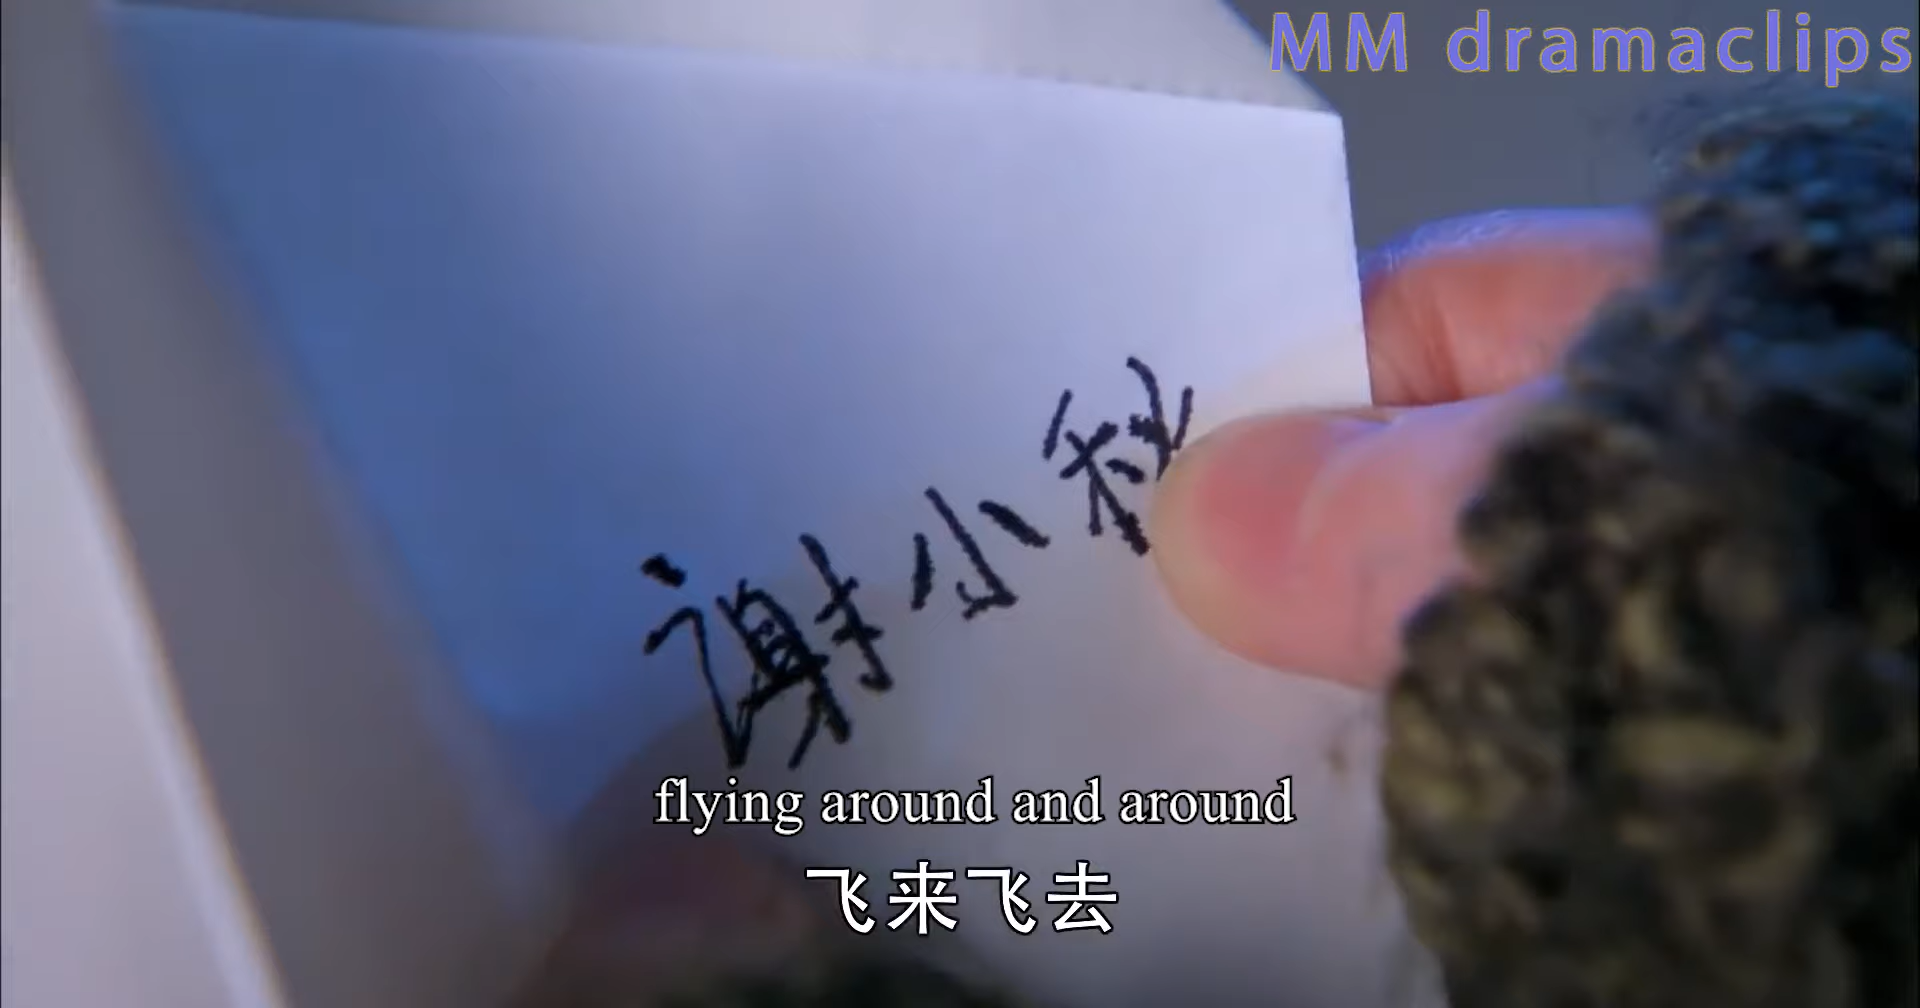 MM dramaclips
谢小秋
flying around and around
飞来飞去